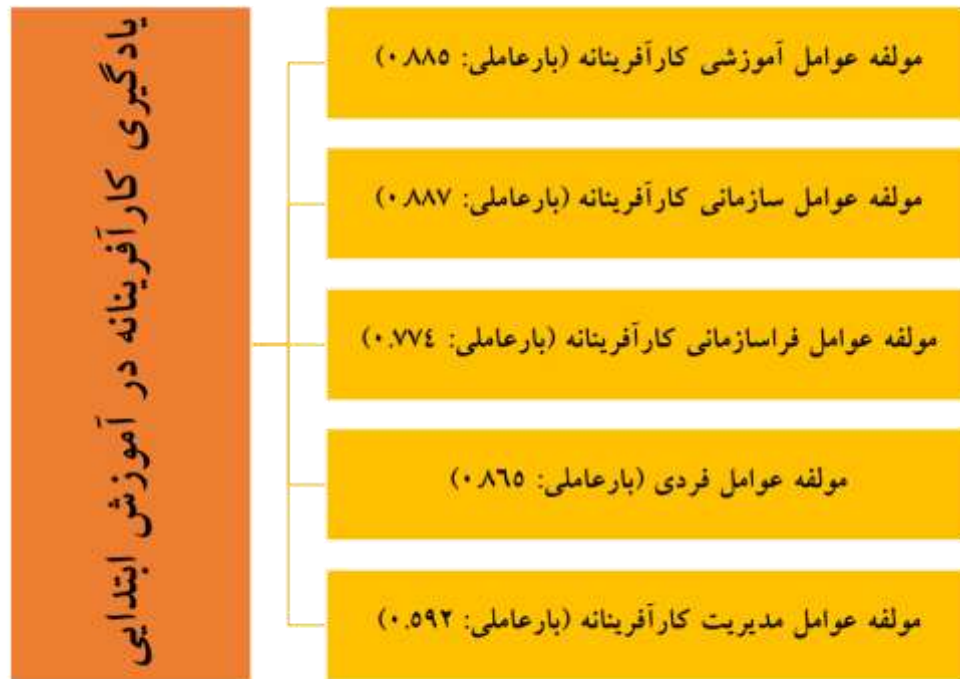 یادگیری کارآفرینانه در آموزش ابتدایی
مولفه عوامل آموزشی کارآفرینانه (بارعاملی: ۰.۸۸۵)
مولفه عوامل سازمانی کارآفرینانه (بارعاملی: ۰.۸۸۷)
مولفه عوامل فراسازمانی کارآفرینانه (بارعاملی: ۰.۷۷٤)
مولفه عوامل فردی (بارعاملی: ۰.۸٦۵)
مولفه عوامل مدیریت کارآفرینانه (بارعاملی: ۰.۵۹۲)